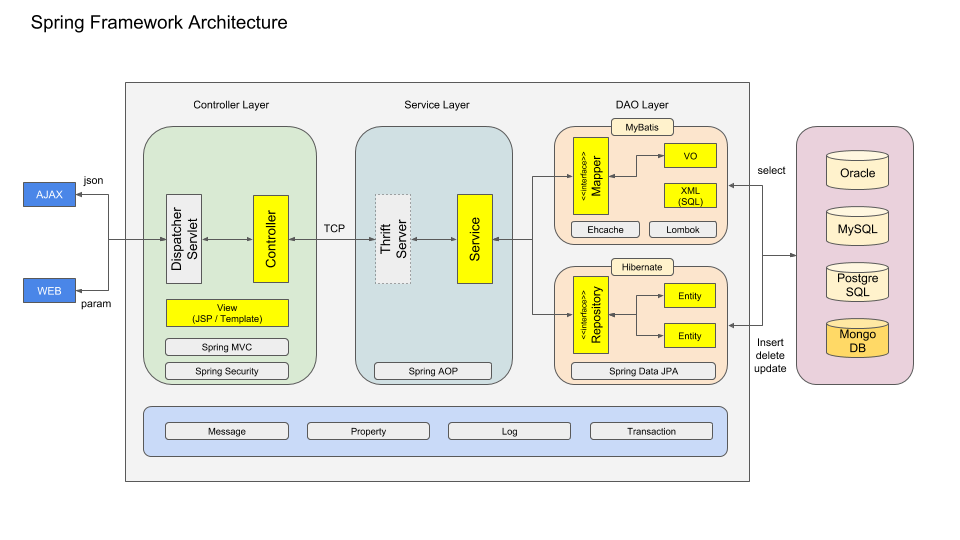 Spring Framework Architecture
Controller Layer
Service Layer
DAO Layer
AJAX
json
WEB
param
Dispatcher
Servlet
Controller
View
(JSP / Template)
Spring MVC
Spring Security
TCP
Thrift
Server
Service
Spring AOP
MyBatis
<<interface>>
Mapper
VO
XML
(SQL)
Ehcache
Lombok
Hibernate
<<interface>>
Repository
Entity
Entity
Spring Data JPA
select
Insert
delete
update
Oracle
MySQL
Postgre
SQL
Mongo
DB
Message
Property
Log
Transaction